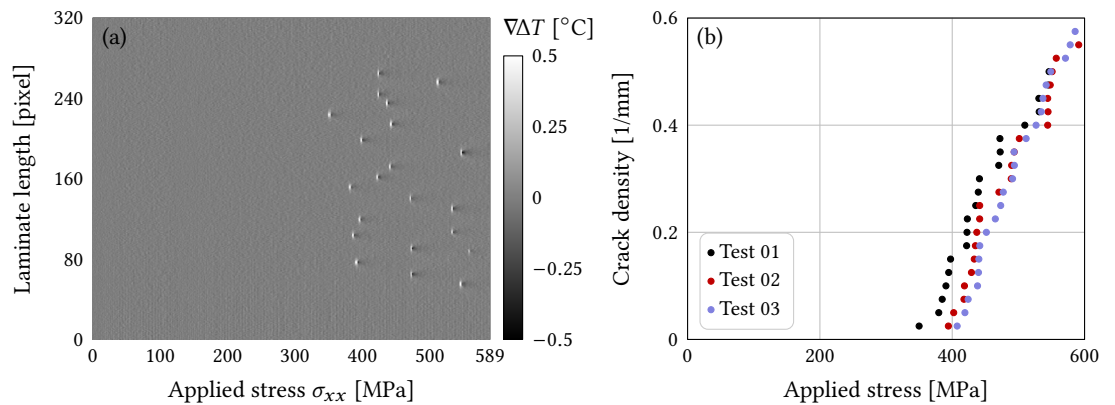 (a)
Laminate length [pixel]
320
240
160
80
0
0 100 200 300 400 500 589
Applied stress σxx [MPa]
∇ΔT [°C]
0.5
0.25
0
−0.25
−0.5
(b)
Crack density [1/mm]
0.6
0.4
0.2
0
Test 01
Test 02
Test 03
0 200 400 600
Applied stress [MPa]